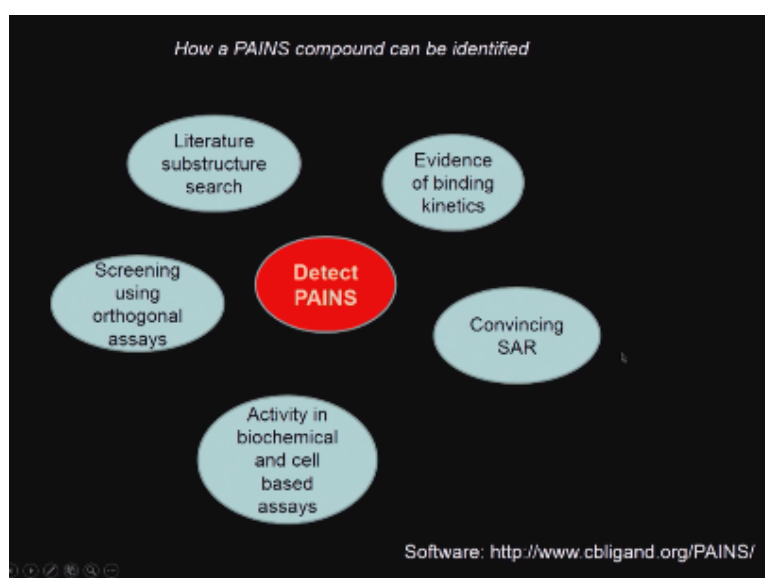 How a PAINS compound can be identified
Literature
substructure
search
Evidence
of binding
kinetics
Detect
PAINS
Screening
using
orthogonal
assays
Convincing
SAR
Activity in
biochemical
and cell
based
assays
Software: http://www.cbligand.org/PAINS/